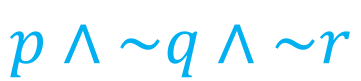 p ∧ ~q ∧ ~r